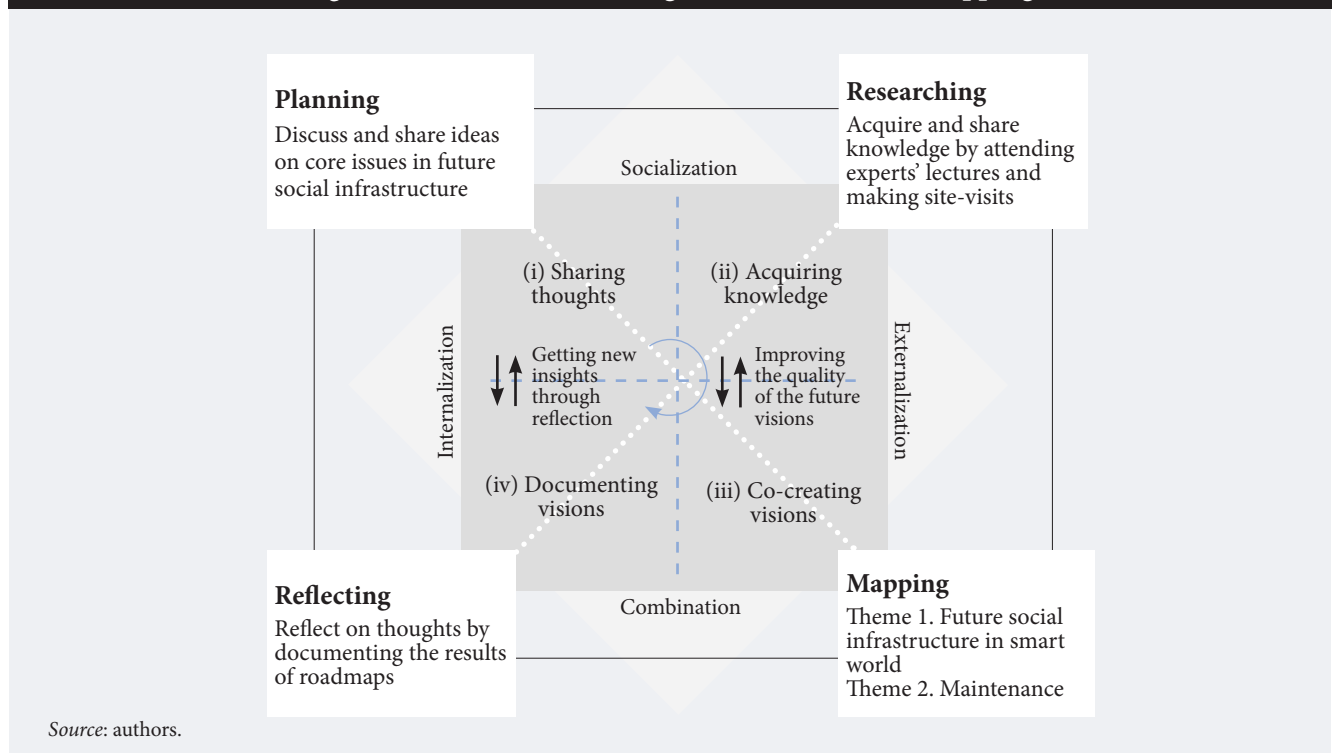 Planning
Discuss and share ideas
on core issues in future
social infrastructure
Researching
Acquire and share
knowledge by attending
experts’ lectures and
making site-visits
Socialization
(i) Sharing
thoughts
(ii) Acquiring
knowledge
Internalization
Getting new
insights
through
reflection
Improving
the quality
of the future
visions
Externalization
(iv) Documenting
visions
(iii) Co-creating
visions
Combination
Reflecting
Reflect on thoughts by
documenting the results
of roadmaps
Mapping
Theme 1. Future social
infrastructure in smart
world
Theme 2. Maintenance
Source: authors.